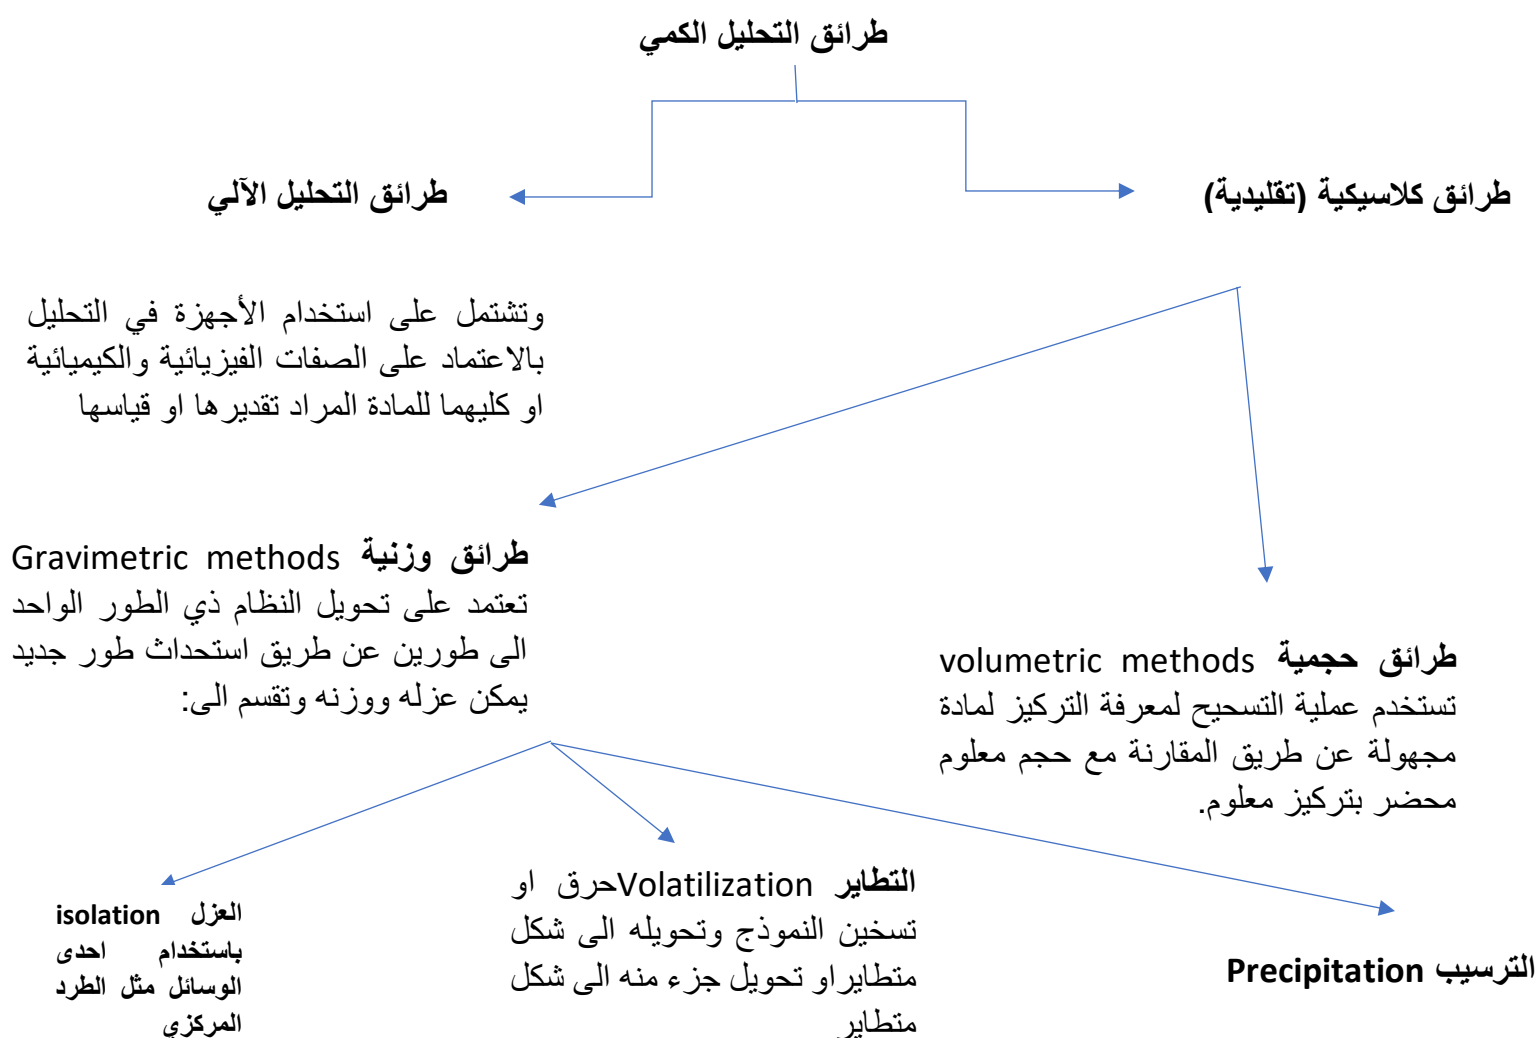 طرائق التحليل الكمي
طرائق كلاسيكية (تقليدية)
طرائق التحليل الآلي
وتشتمل على استخدام الأجهزة في التحليل
بالاعتماد على الصفات الفيزيائية والكيميائية
او كليهما للمادة المراد تقديرها او قياسها
طرائق حجمية volumetric methods
تستخدم عملية التسحيح لمعرفة التركيز لمادة
مجهولة عن طريق المقارنة مع حجم معلوم
محضر بتركيز معلوم.
طرائق وزنية Gravimetric methods
تعتمد على تحويل النظام ذي الطور الواحد
الى طورين عن طريق استحداث طور جديد
يمكن عزله ووزنه وتقسم الى:
الترسيب Precipitation
التطاير Volatilizationحرق او
تسخين النموذج وتحويله الى شكل
متطايراو تحويل جزء منه الى شكل
متطاير
العزل isolation
باستخدام احدى
الوسائل مثل الطرد
المركزي